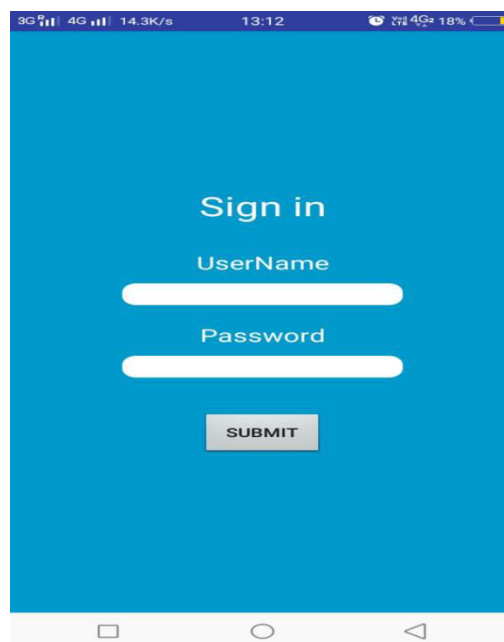 3G R 4G 14.3K/s 13:12 4G 18%
Sign in
UserName
Password
SUBMIT